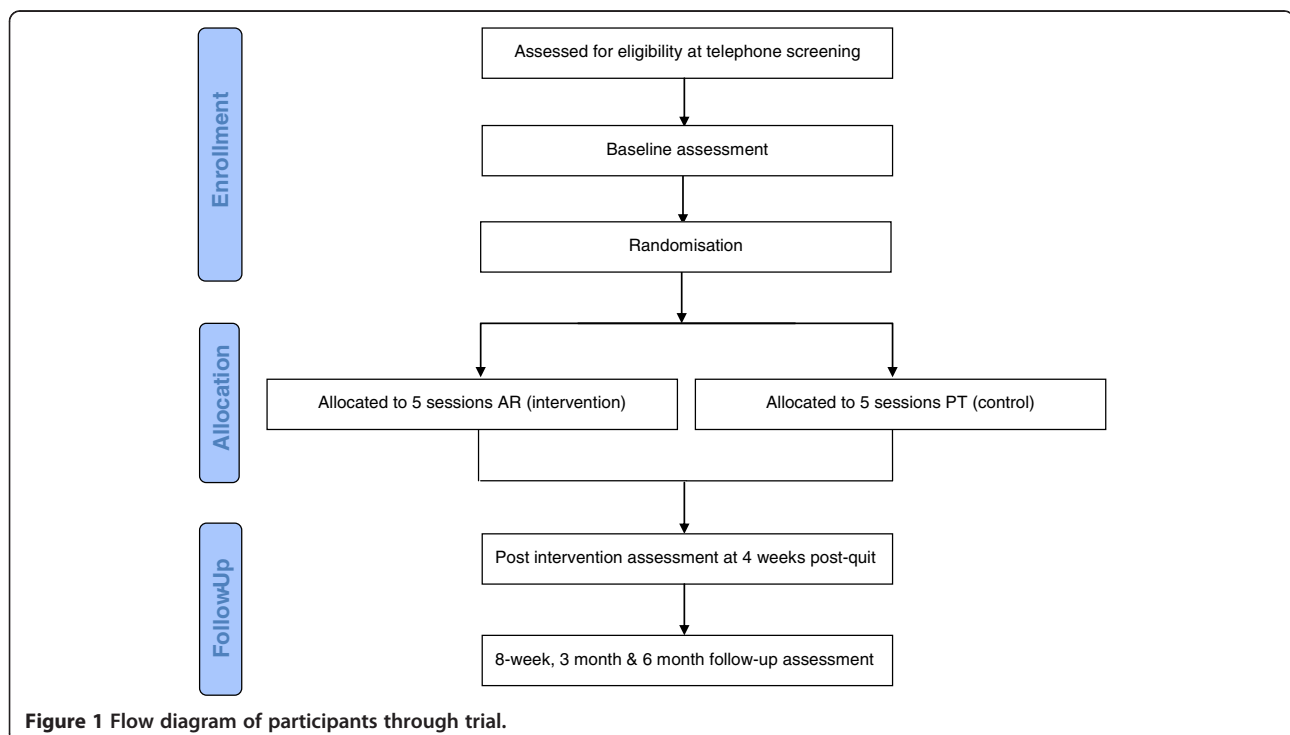 Enrollment
Assessed for eligibility at telephone screening
Baseline assessment
Randomisation
Allocation
Allocated to 5 sessions AR (intervention)
Allocated to 5 sessions PT (control)
Follow-Up
Post intervention assessment at 4 weeks post-quit
8-week, 3 month & 6 month follow-up assessment
Figure 1 Flow diagram of participants through trial.